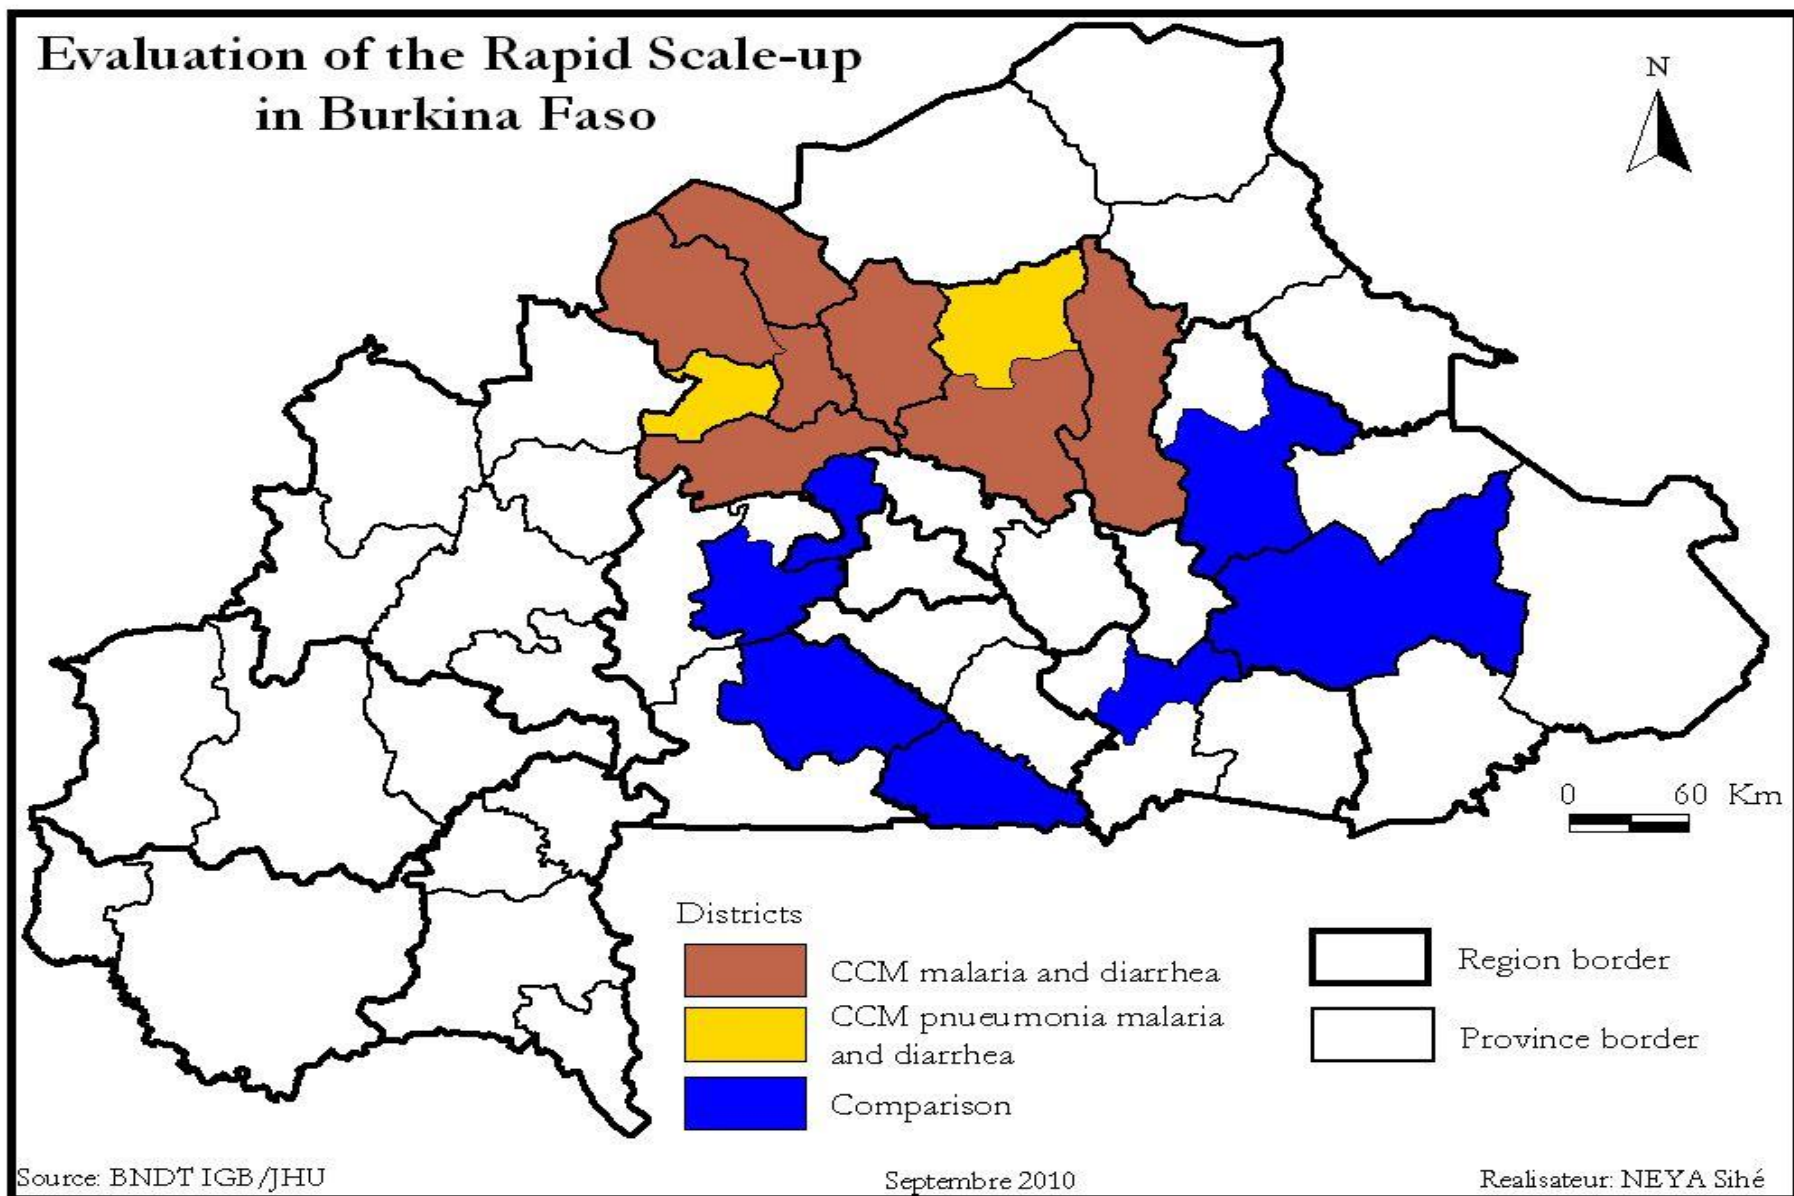 Evaluation of the Rapid Scale-up
in Burkina Faso
N
0 60 Km
Districts
CCM malaria and diarrhea
CCM pnueumonia malaria
and diarrhea
Comparison
Region border
Province border
Source: BNDT IGB/JHU
Septembre 2010
Realisateur: NEYA Sihé